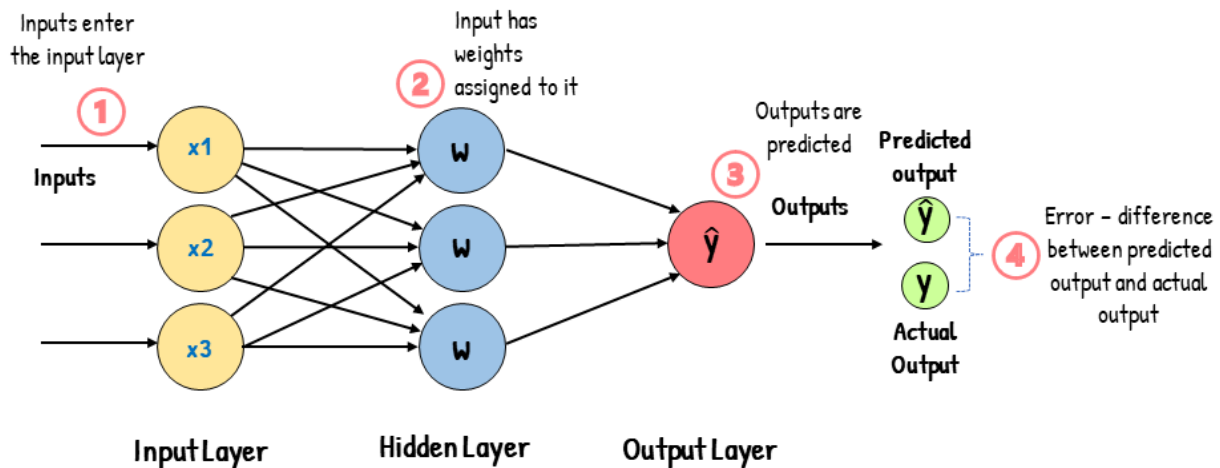 Inputs enter
the input layer
1
Inputs
x1
x2
x3
Input Layer
Input has
weights
assigned to it
2
w
w
w
Hidden Layer
Outputs are
predicted
3
ŷ
Output Layer
Outputs
Predicted
output
ŷ
y
Actual
Output
4
Error - difference
between predicted
output and actual
output